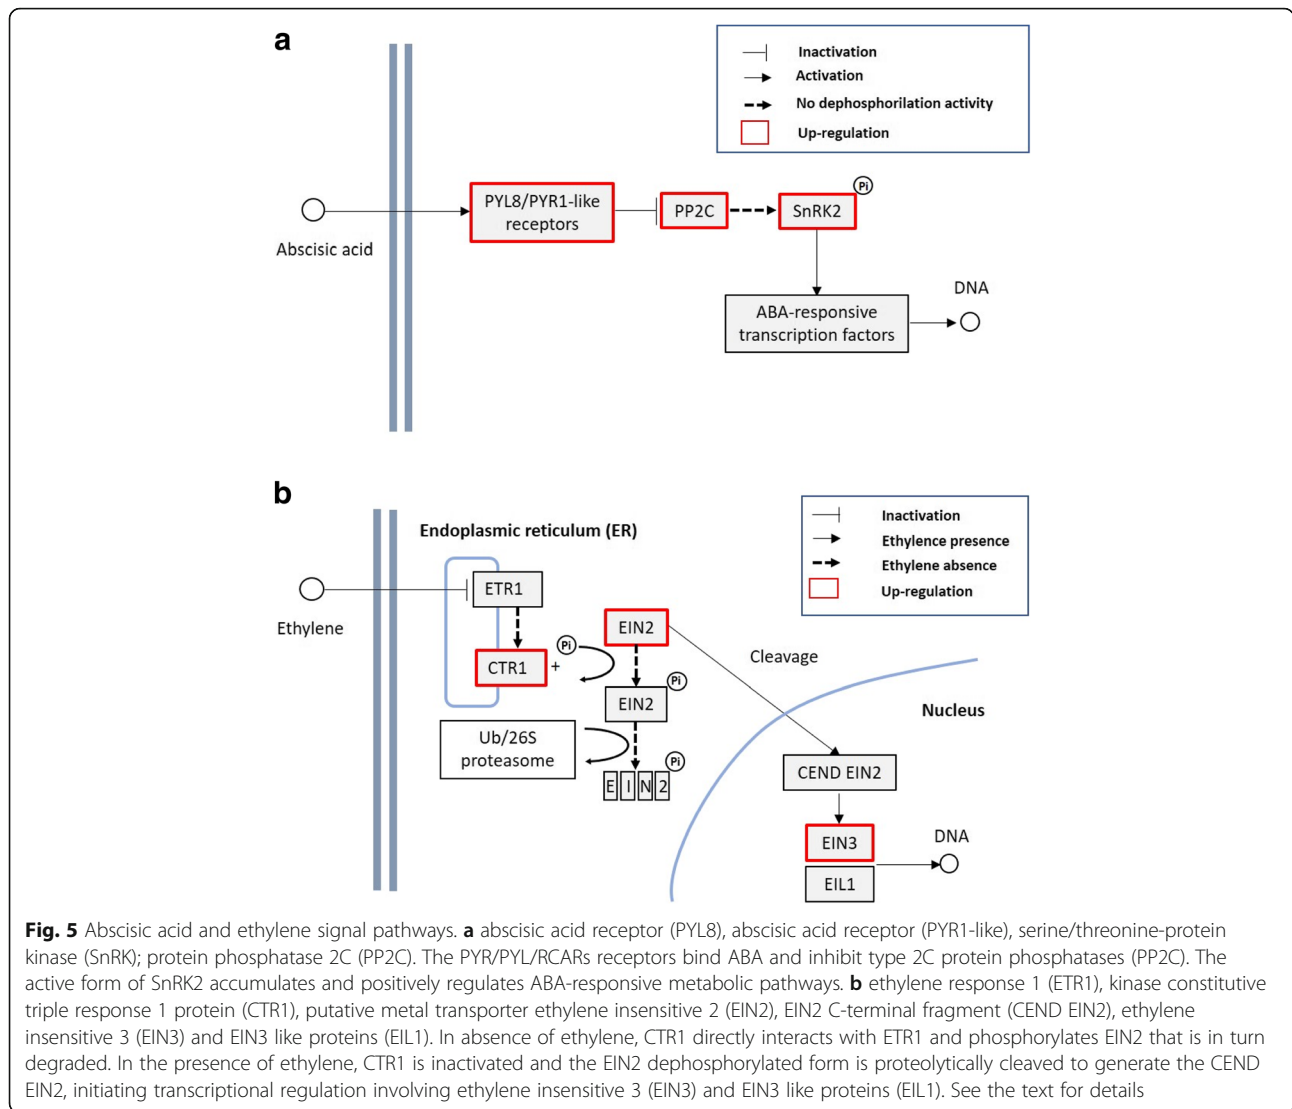 a
Inactivation
Activation
No dephosphorilation activity
Up-regulation
Abscisic acid
PYL8/PYR1-like
receptors
PP2C
SnRK2
Pi
ABA-responsive
transcription factors
DNA
b
Inactivation
Ethylence presence
Ethylene absence
Up-regulation
Endoplasmic reticulum (ER)
Ethylene
ETR1
CTR1
+
Pi
EIN2
Cleavage
EIN2
Pi
Nucleus
Ub/26S
proteasome
E I N 2
Pi
CEND EIN2
EIN3
EIL1
DNA
Fig. 5 Abscisic acid and ethylene signal pathways. a abscisic acid receptor (PYL8), abscisic acid receptor (PYR1-like), serine/threonine-protein
kinase (SnRK); protein phosphatase 2C (PP2C). The PYR/PYL/RCARs receptors bind ABA and inhibit type 2C protein phosphatases (PP2C). The
active form of SnRK2 accumulates and positively regulates ABA-responsive metabolic pathways. b ethylene response 1 (ETR1), kinase constitutive
triple response 1 protein (CTR1), putative metal transporter ethylene insensitive 2 (EIN2), EIN2 C-terminal fragment (CEND EIN2), ethylene
insensitive 3 (EIN3) and EIN3 like proteins (EIL1). In absence of ethylene, CTR1 directly interacts with ETR1 and phosphorylates EIN2 that is in turn
degraded. In the presence of ethylene, CTR1 is inactivated and the EIN2 dephosphorylated form is proteolytically cleaved to generate the CEND
EIN2, initiating transcriptional regulation involving ethylene insensitive 3 (EIN3) and EIN3 like proteins (EIL1). See the text for details